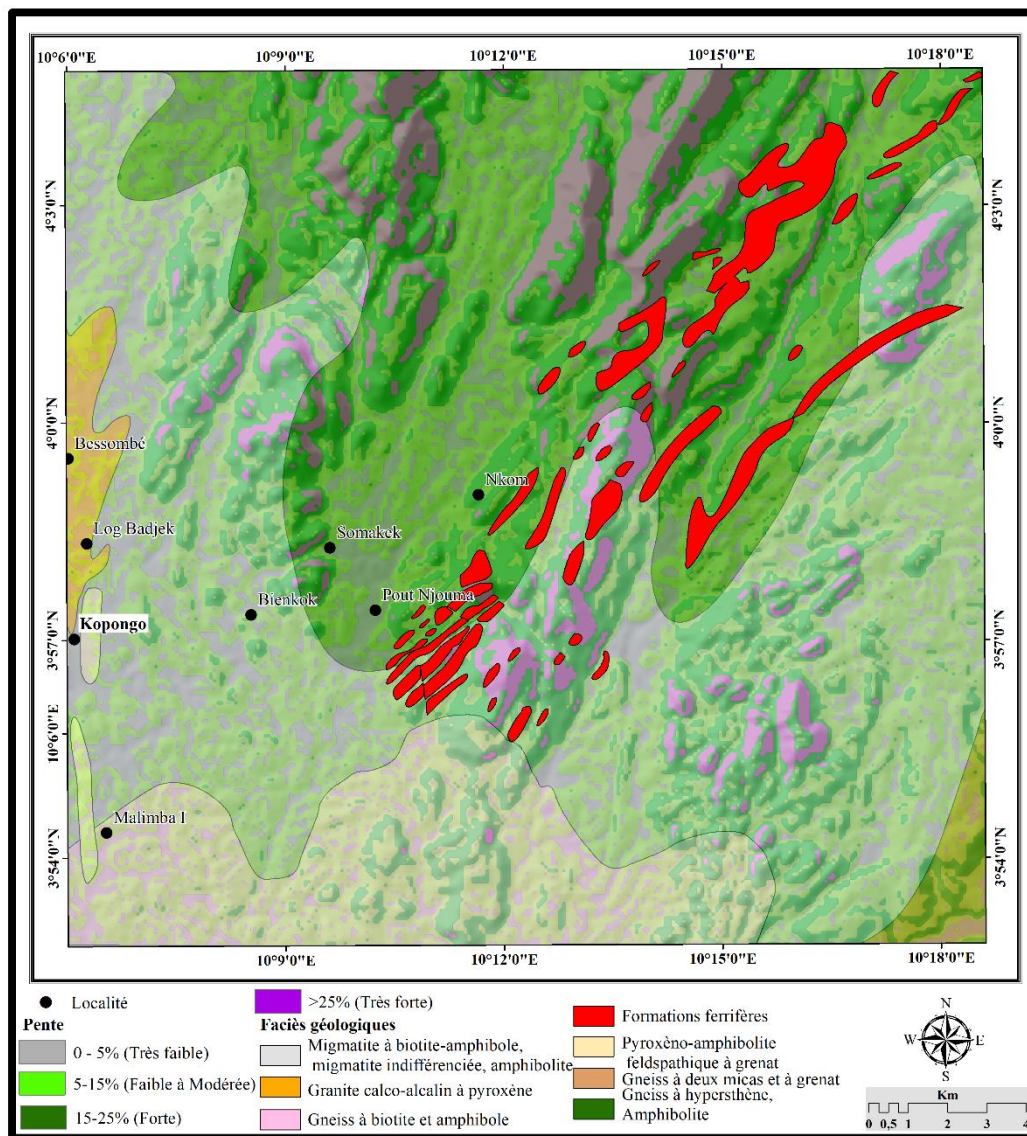 10°6'0"E 10°9'0"E 10°12'0"E 10°15'0"E 10°18'0"E
4°3'0"N
4°3'0"N
4°0'0"N
4°0'0"N
Bessombé
Nkom
Log Badjek
Somakek
Bienkok
Pout Njouma
Kopongo
3°57'0"N
3°57'0"N
10°6'0"E
Malimba I
3°54'0"N
3°54'0"N
10°9'0"E 10°12'0"E 10°15'0"E 10°18'0"E
Localité
Pente
0 - 5% (Très faible)
5-15% (Faible à Modérée)
15-25% (Forte)
>25% (Très forte)
Faciès géologiques
Migmatite à biotite-amphibole,
migmatite indifférenciée, amphibolite
Granite calco-alcalin à pyroxène
Gneiss à biotite et amphibole
Formations ferrifères
Pyroxèno-amphibolite
feldspathique à grenat
Gneiss à deux micas et à grenat
Gneiss à hypersthène,
Amphibolite
N
W E
S
Km
0 0,5 1 2 3 4